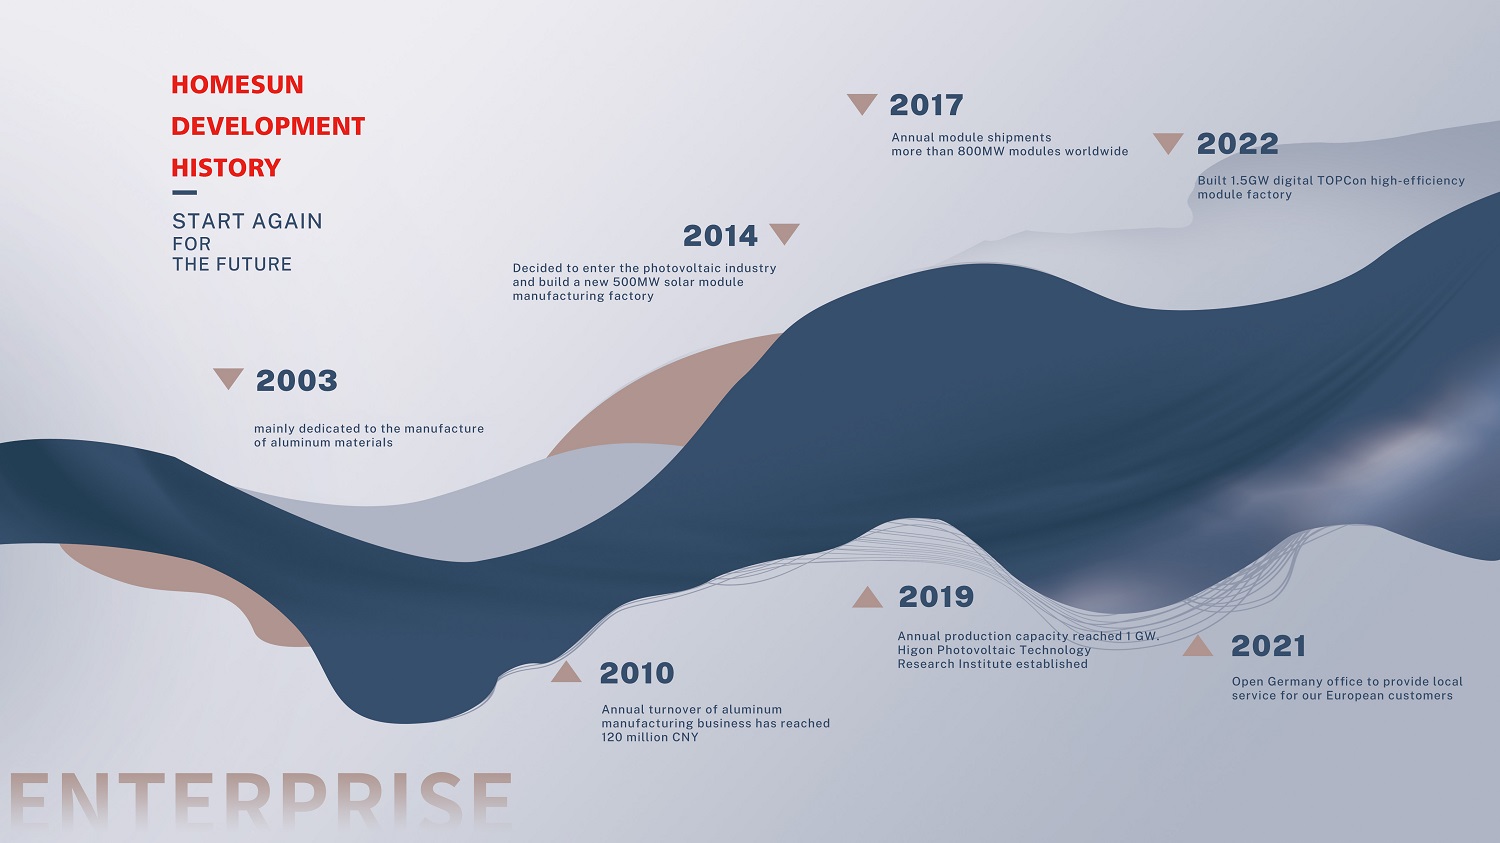 HOMESUN
DEVELOPMENT
HISTORY
START AGAIN
FOR
THE FUTURE
2003
mainly dedicated to the manufacture
of aluminum materials
2010
Annual turnover of aluminum
manufacturing business has reached
120 million CNY
2014
Decided to enter the photovoltaic industry
and build a new 500MW solar module
manufacturing factory
2017
Annual module shipments
more than 800MW modules worldwide
2019
Annual production capacity reached 1 GW.
Higon Photovoltaic Technology
Research Institute established
2021
Open Germany office to provide local
service for our European customers
2022
Built 1.5GW digital TOPCon high-efficiency
module factory
ENTERPRISE